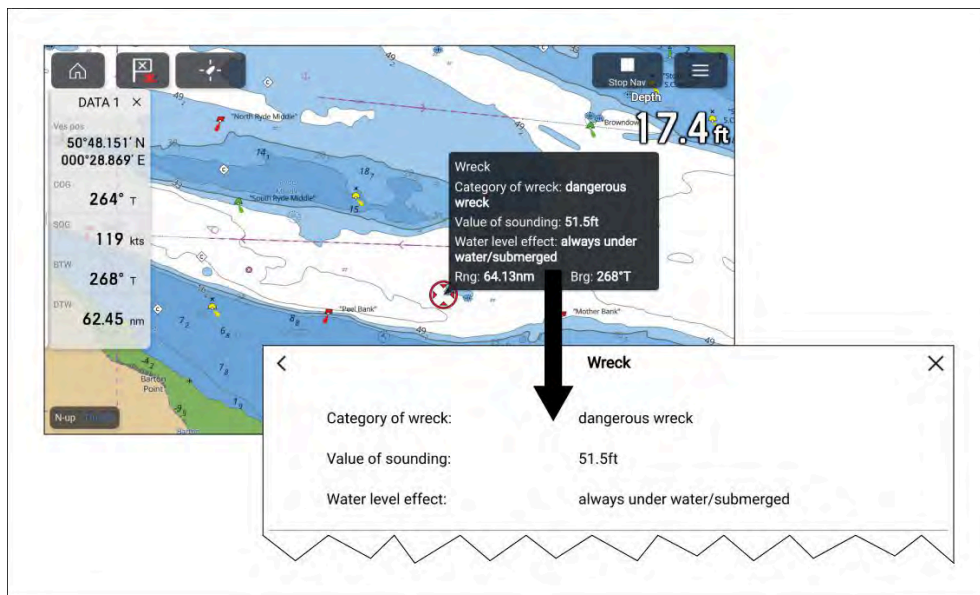 DATA 1 ×
Ves pos
50°48.151' N
000°28.869' E
COG
264° T
SOG
119 kts
BTW
268° T
DTW
62.45 nm
N-up
Stop Nav
Depth
17.4 ft
"North Ryde Middle"
"South Ryde Middle"
"Peel Bank"
"Mother Bank"
Barton
Point
Wreck
Category of wreck: dangerous
wreck
Value of sounding: 51.5ft
Water level effect: always under
water/submerged
Rng: 64.13nm Brg: 268°T
Wreck
Category of wreck: dangerous wreck
Value of sounding: 51.5ft
Water level effect: always under water/submerged